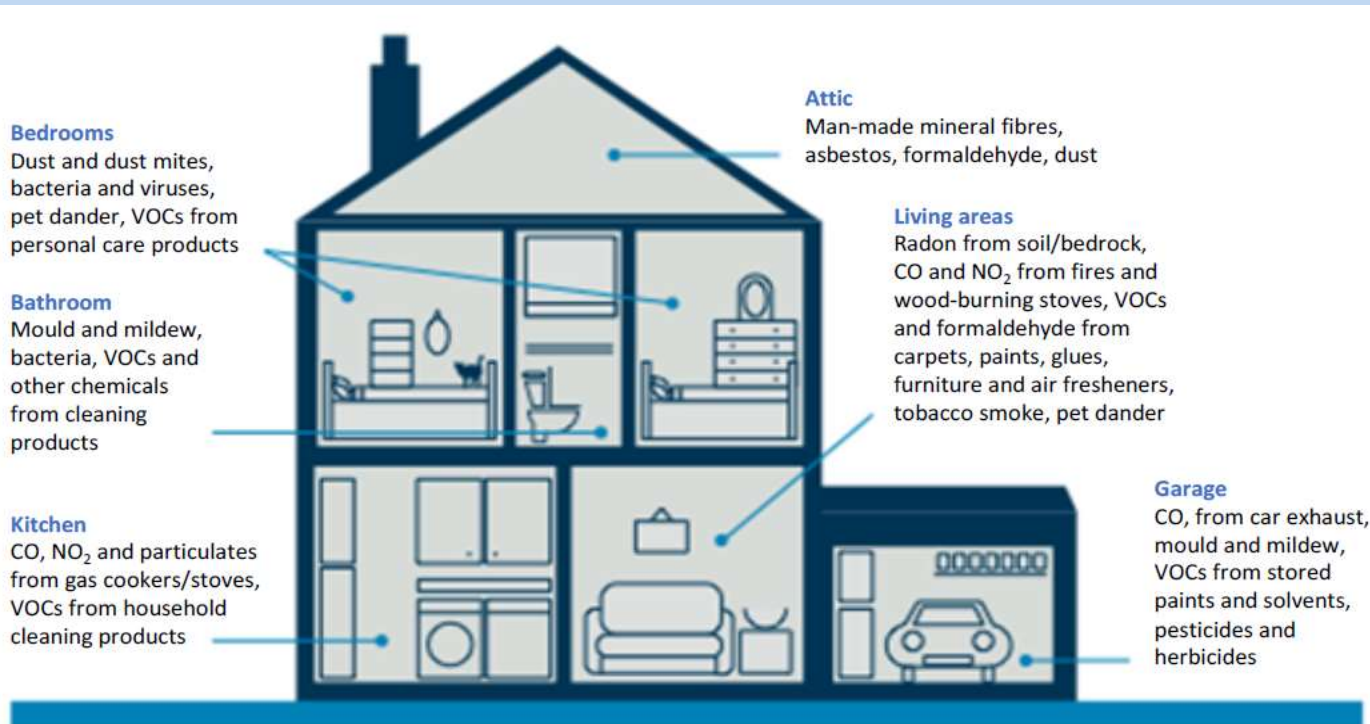 Bedrooms
Dust and dust mites,
bacteria and viruses,
pet dander, VOCs from
personal care products
Bathroom
Mould and mildew,
bacteria, VOCs and
other chemicals
from cleaning
products
Kitchen
CO, NO₂ and particulates
from gas cookers/stoves,
VOCs from household
cleaning products
Attic
Man-made mineral fibres,
asbestos, formaldehyde, dust
Living areas
Radon from soil/bedrock,
CO and NO₂ from fires and
wood-burning stoves, VOCs
and formaldehyde from
carpets, paints, glues,
furniture and air fresheners,
tobacco smoke, pet dander
Garage
CO, from car exhaust,
mould and mildew,
VOCs from stored
paints and solvents,
pesticides and
herbicides